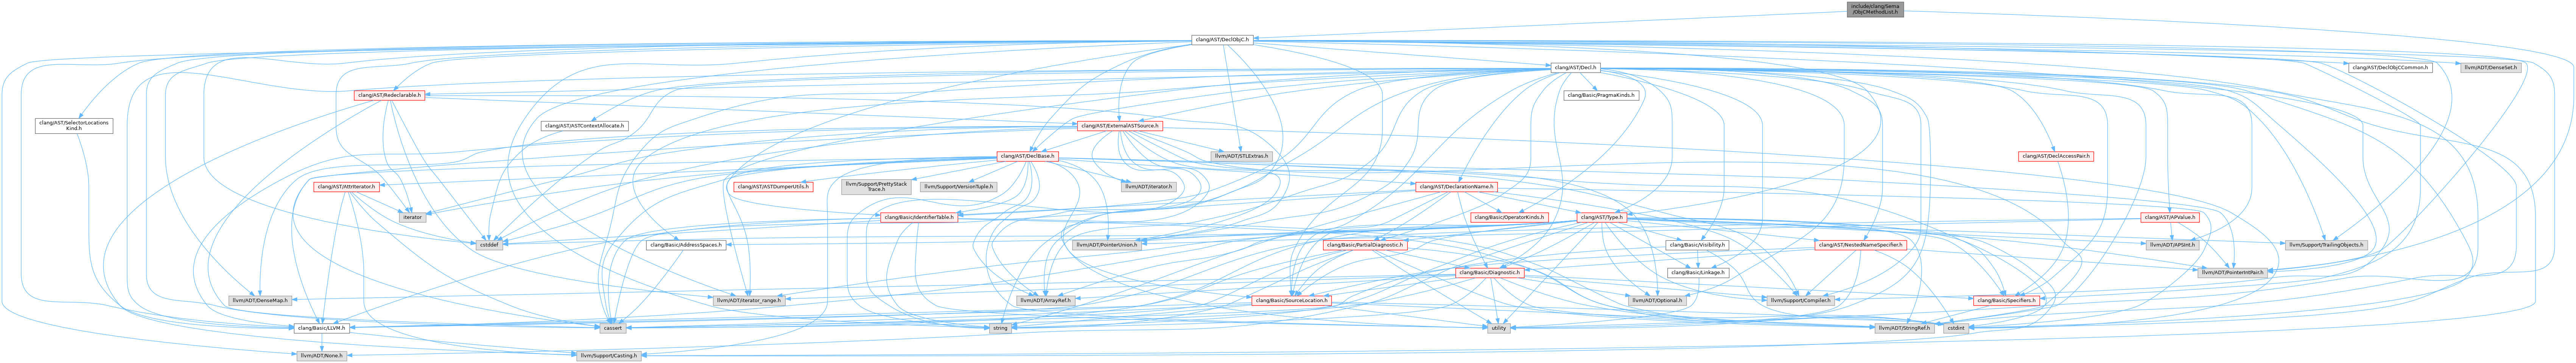 include/clang/Sema
/ObjCMethodList.h
clang/AST/DeclObjC.h
clang/AST/Decl.h
clang/AST/DeclObjCCommon.h
llvm/ADT/DenseSet.h
clang/AST/Redeclarable.h
clang/Basic/PragmaKinds.h
clang/AST/SelectorLocations
Kind.h
clang/AST/ASTContextAllocate.h
clang/AST/ExternalASTSource.h
clang/AST/DeclBase.h
llvm/ADT/STLExtras.h
clang/AST/DeclAccessPair.h
clang/AST/AttrIterator.h
clang/AST/ASTDumperUtils.h
llvm/Support/PrettyStack
Trace.h
llvm/Support/VersionTuple.h
llvm/ADT/iterator.h
clang/AST/DeclarationName.h
iterator
clang/Basic/IdentifierTable.h
clang/Basic/OperatorKinds.h
clang/AST/Type.h
clang/AST/APValue.h
cstddef
clang/Basic/AddressSpaces.h
llvm/ADT/PointerUnion.h
clang/Basic/PartialDiagnostic.h
clang/Basic/Visibility.h
clang/AST/NestedNameSpecifier.h
llvm/ADT/APSInt.h
llvm/Support/TrailingObjects.h
clang/Basic/Diagnostic.h
clang/Basic/Linkage.h
llvm/ADT/PointerIntPair.h
llvm/ADT/DenseMap.h
llvm/ADT/iterator_range.h
llvm/ADT/ArrayRef.h
clang/Basic/SourceLocation.h
llvm/ADT/Optional.h
llvm/Support/Compiler.h
clang/Basic/Specifiers.h
clang/Basic/LLVM.h
cassert
string
utility
llvm/ADT/StringRef.h
cstdint
llvm/ADT/None.h
llvm/Support/Casting.h